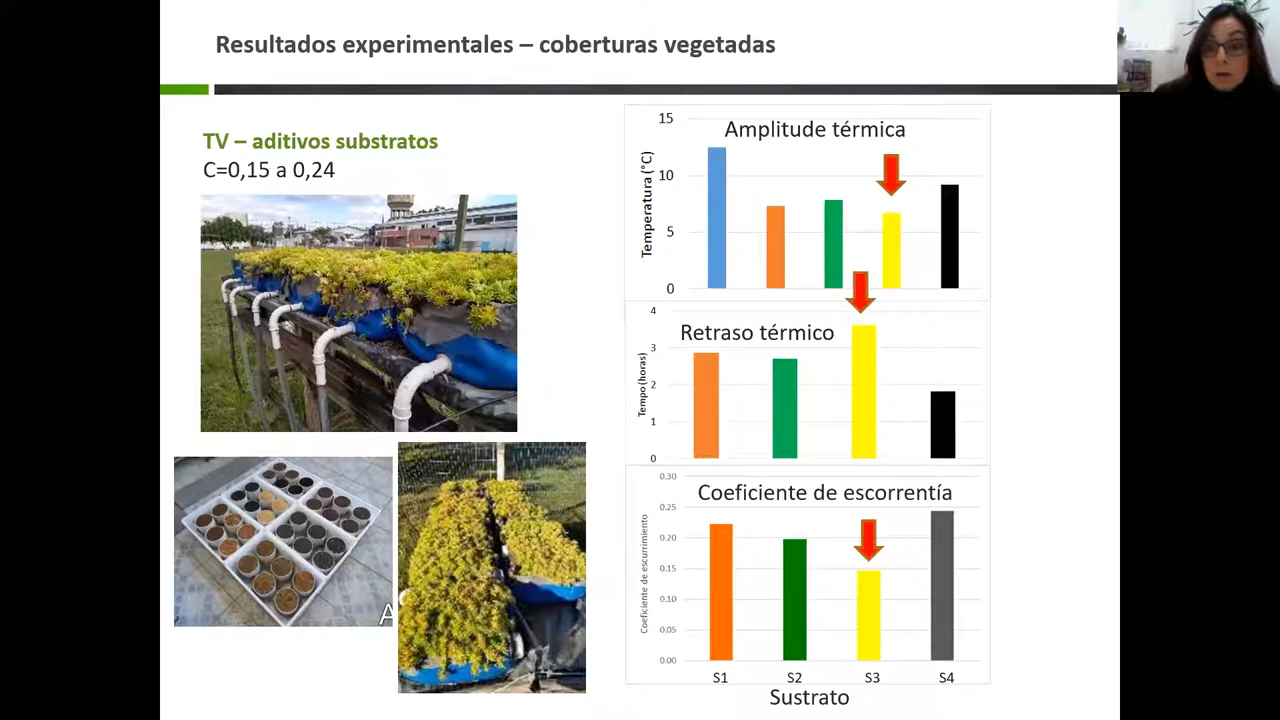 Resultados experimentales – coberturas vegetadas
TV – aditivos substratos
C=0,15 a 0,24
A
Amplitude térmica
Temperatura (°C)
15
10
5
0
Retraso térmico
Tempo (horas)
4
3
2
1
0
Coeficiente de escorrentía
Coeficiente de escurrimiento
0.30
0.25
0.20
0.15
0.10
0.05
0.00
S1 S2 S3 S4
Sustrato